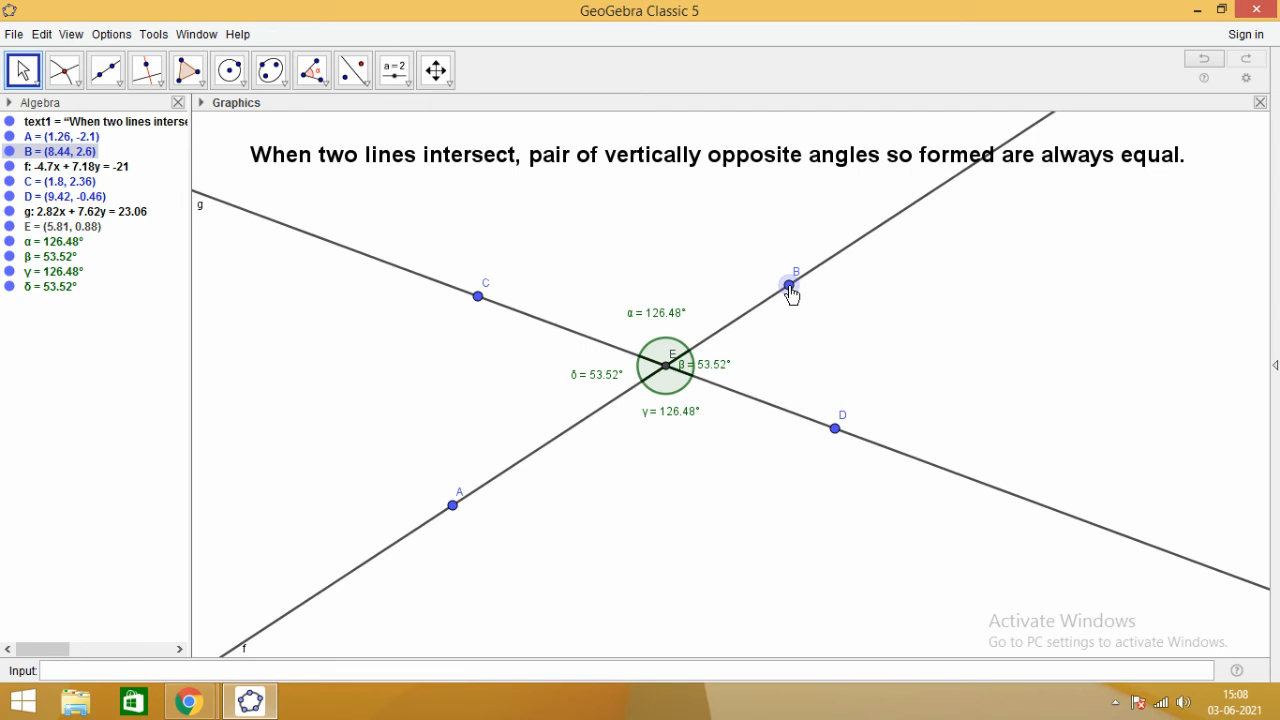 GeoGebra Classic 5
File Edit View Options Tools Window Help
Sign in
a=2
Algebra
Graphics
text1 = “When two lines interse
A = (1.26, -2.1)
B = (8.44, 2.6)
f: -4.7x + 7.18y = -21
C = (1.8, 2.36)
D = (9.42, -0.46)
g: 2.82x + 7.62y = 23.06
E = (5.81, 0.88)
α = 126.48°
β = 53.52°
γ = 126.48°
δ = 53.52°
When two lines intersect, pair of vertically opposite angles so formed are always equal.
g
C
B
α = 126.48°
E
β = 53.52°
δ = 53.52°
γ = 126.48°
D
A
f
Activate Windows
Go to PC settings to activate Windows.
Input:
15:08
03-06-2021